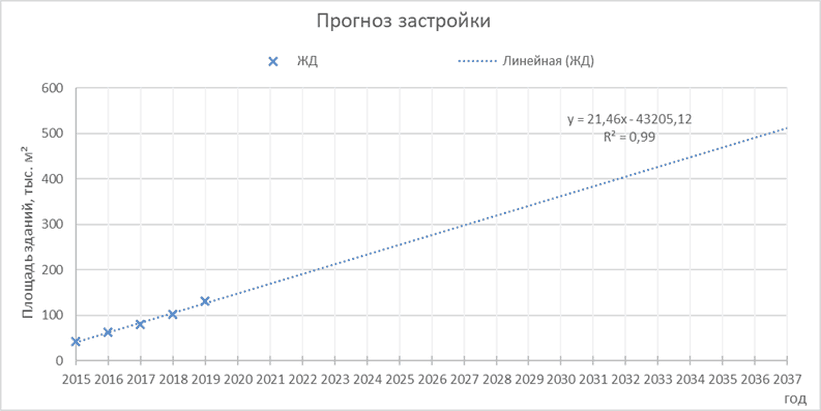 Прогноз застройки
ЖД
Линейная (ЖД)
600
y = 21,46x - 43205,12
R² = 0,99
500
400
300
200
100
0
Площадь зданий, тыс. м²
2015 2016 2017 2018 2019 2020 2021 2022 2023 2024 2025 2026 2027 2028 2029 2030 2031 2032 2033 2034 2035 2036 2037
год